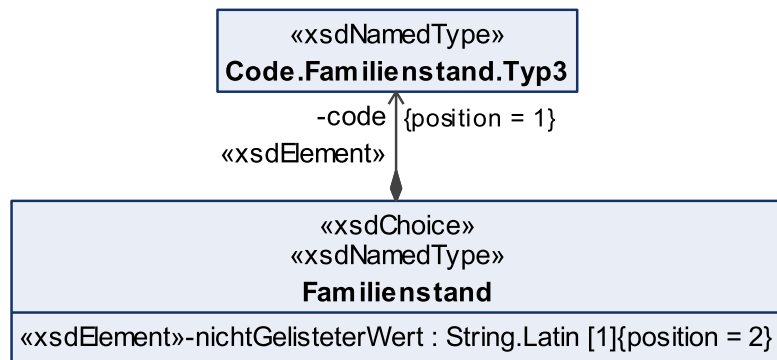 «xsdNamedType»
Code.Familienstand.Typ3
-code {position = 1}
«xsdElement»
«xsdChoice»
«xsdNamedType»
Familienstand
«xsdElement»-nichtGelisteterWert : String.Latin [1]{position = 2}